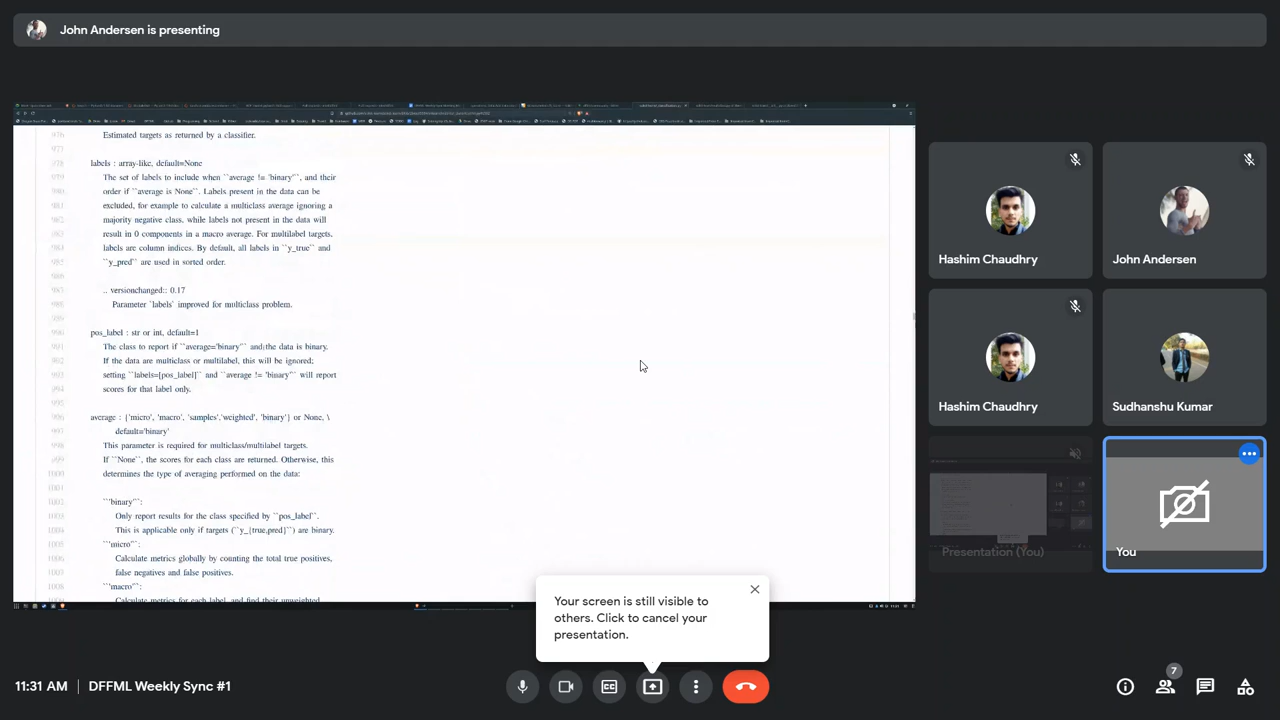 John Andersen is presenting
976 Estimated targets as returned by a classifier.
977
978 labels : array-like, default=None
979 The set of labels to include when ``average != 'binary'``, and their
980 order if ``average is None``. Labels present in the data can be
981 excluded, for example to calculate a multiclass average ignoring a
982 majority negative class, while labels not present in the data will
983 result in 0 components in a macro average. For multilabel targets,
984 labels are column indices. By default, all labels in ``y_true`` and
985 ``y_pred`` are used in sorted order.
986
987 .. versionchanged:: 0.17
988 Parameter `labels` improved for multiclass problem.
989
990 pos_label : str or int, default=1
991 The class to report if ``average='binary'`` and the data is binary.
992 If the data are multiclass or multilabel, this will be ignored;
993 setting ``labels=[pos_label]`` and ``average != 'binary'`` will report
994 scores for that label only.
995
996 average : {'micro', 'macro', 'samples','weighted', 'binary'} or None, \
997 default='binary'
998 This parameter is required for multiclass/multilabel targets.
999 If ``None``, the scores for each class are returned. Otherwise, this
1000 determines the type of averaging performed on the data:
1001
1002 ``'binary'``:
1003 Only report results for the class specified by ``pos_label``.
1004 This is applicable only if targets (``y_{true,pred}``) are binary.
1005 ``'micro'``:
1006 Calculate metrics globally by counting the total true positives,
1007 false negatives and false positives.
1008 ``'macro'``:
Calculate metrics for each label, and find their unweighted
Hashim Chaudhry
John Andersen
Hashim Chaudhry
Sudhanshu Kumar
Presentation (You)
You
Your screen is still visible to
others. Click to cancel your
presentation.
11:31 AM DFFML Weekly Sync #1
CC
7